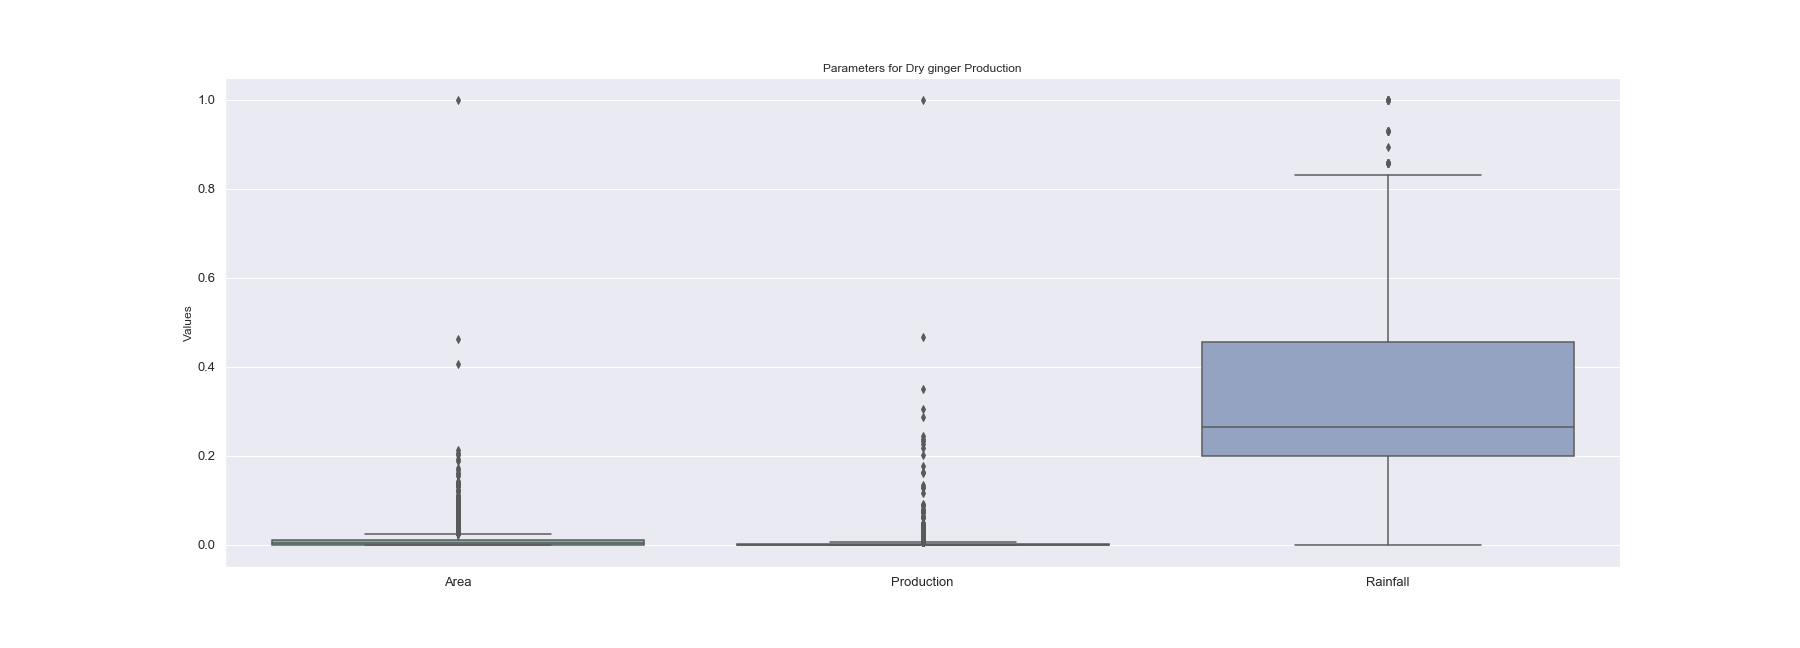 Parameters for Dry ginger Production
1.0
0.8
0.6
0.4
0.2
0.0
Values
Area
Production
Rainfall